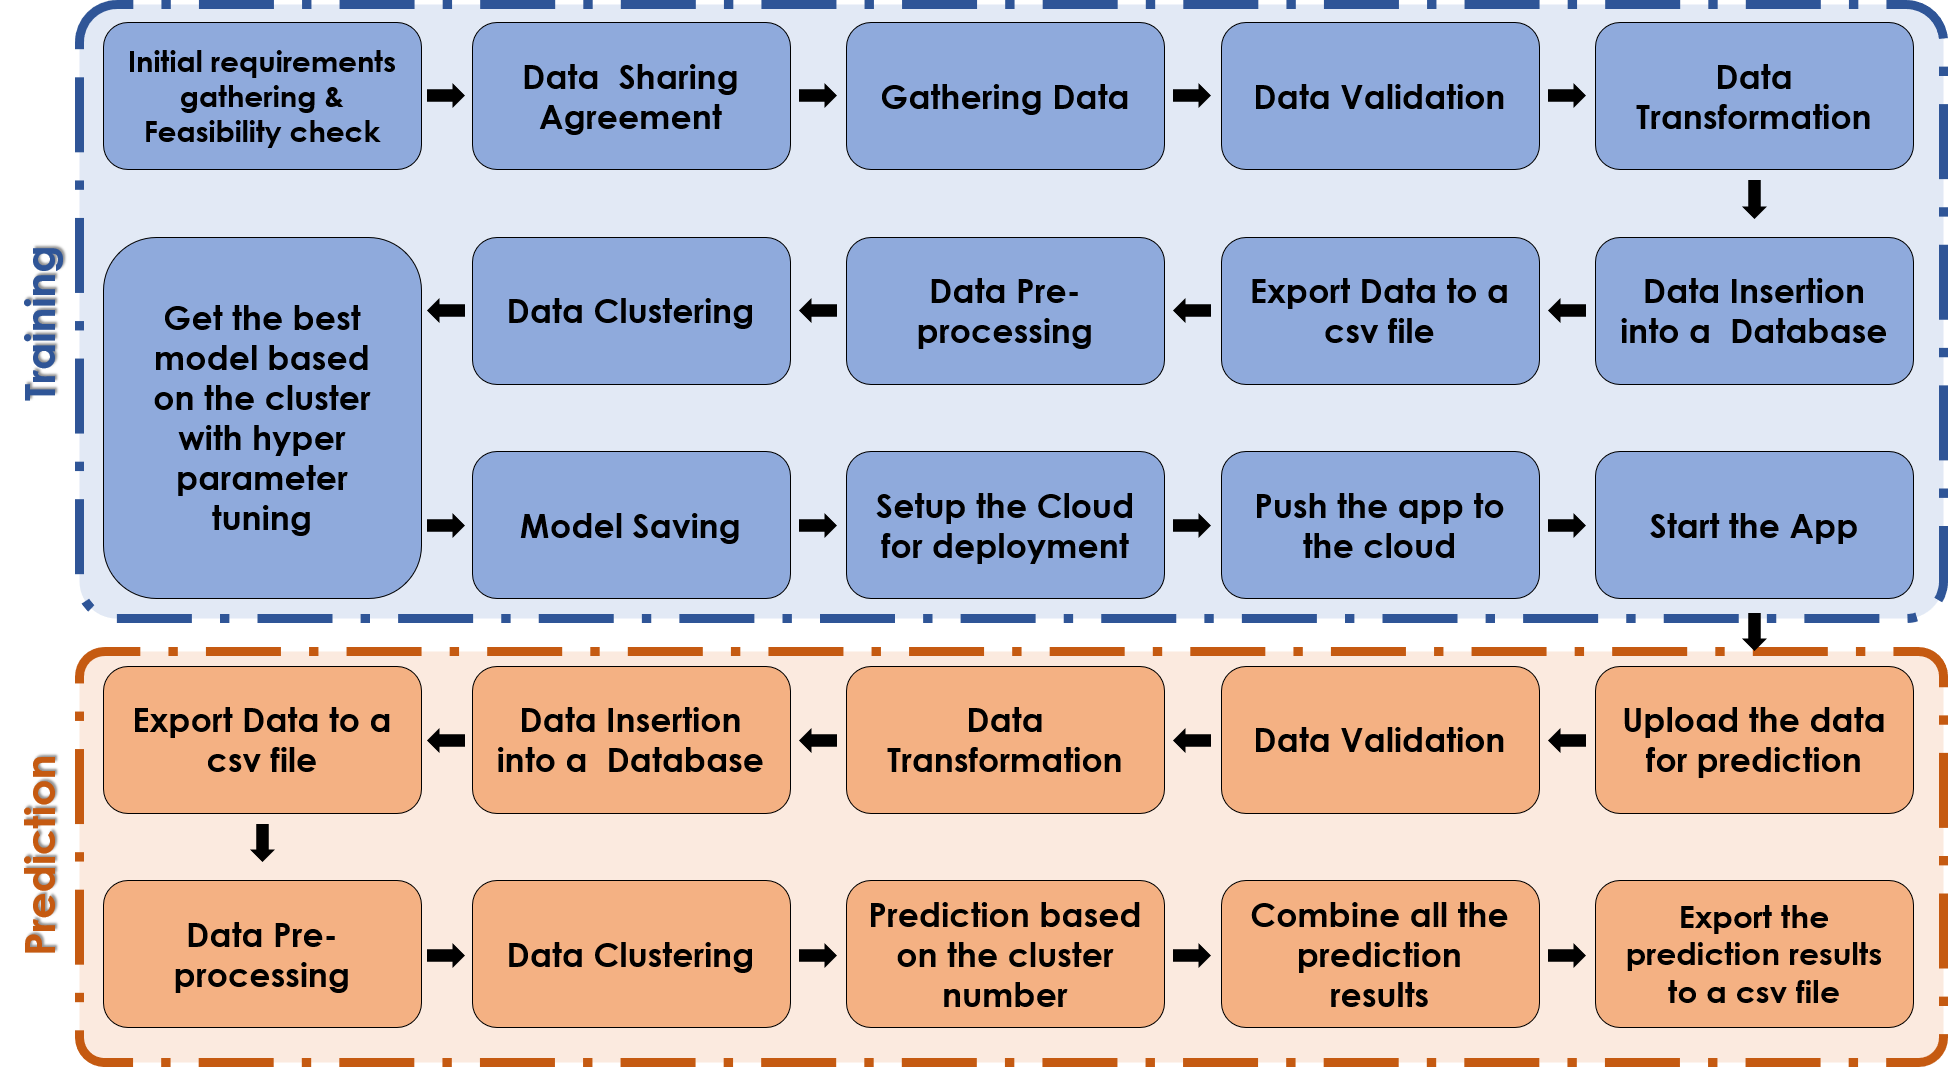 Training
Initial requirements
gathering &
Feasibility check
Data Sharing
Agreement
Gathering Data
Data Validation
Data
Transformation
Data Insertion
into a Database
Export Data to a
csv file
Data Pre-
processing
Data Clustering
Get the best
model based
on the cluster
with hyper
parameter
tuning
Model Saving
Setup the Cloud
for deployment
Push the app to
the cloud
Start the App
Prediction
Upload the data
for prediction
Data Validation
Data
Transformation
Data Insertion
into a Database
Export Data to a
csv file
Data Pre-
processing
Data Clustering
Prediction based
on the cluster
number
Combine all the
prediction
results
Export the
prediction results
to a csv file